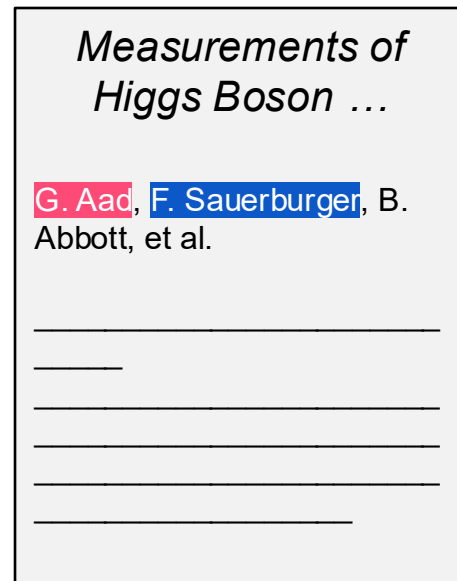 Measurements of
Higgs Boson …
G. Aad, F. Sauerburger, B.
Abbott, et al.